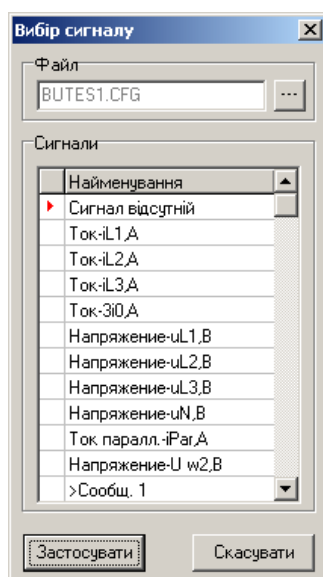 Вибір сигналу
Файл
BUTES1.CFG
...
Сигнали
Найменування
Сигнал відсутній
Ток-iL1,A
Ток-iL2,A
Ток-iL3,A
Ток-3i0,A
Напряжение-uL1,В
Напряжение-uL2,В
Напряжение-uL3,В
Напряжение-uN,В
Ток паралл.-iPar,A
Напряжение-U w2,В
>Сообщ. 1
Застосувати Скасувати